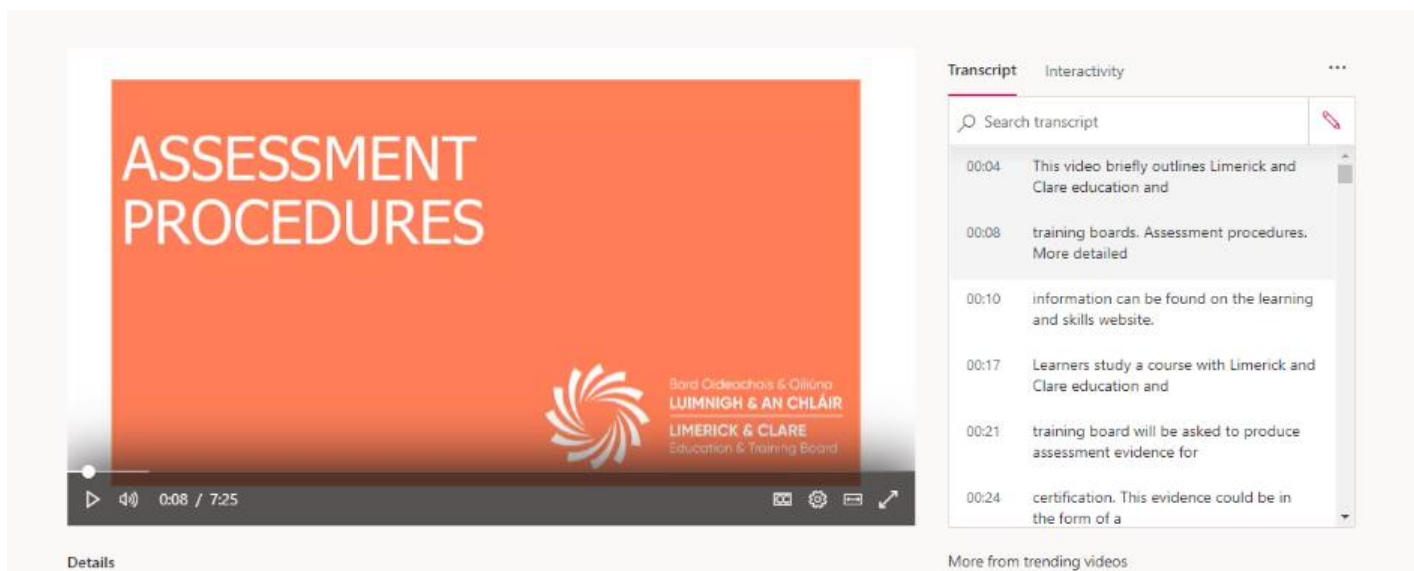 ASSESSMENT
PROCEDURES
Bord Oideachais & Oiliúna
LUIMNIGH & AN CHLÁIR
LIMERICK & CLARE
Education & Training Board
0:08 / 7:25
CC
Details
Transcript Interactivity ...
Search transcript
00:04 This video briefly outlines Limerick and
Clare education and
00:08 training boards. Assessment procedures.
More detailed
00:10 information can be found on the learning
and skills website.
00:17 Learners study a course with Limerick and
Clare education and
00:21 training board will be asked to produce
assessment evidence for
00:24 certification. This evidence could be in
the form of a
More from trending videos